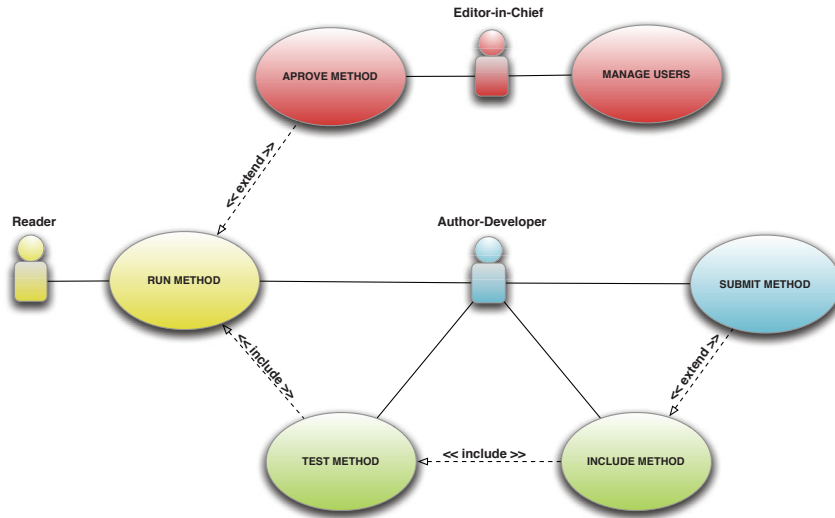 Editor-in-Chief
APROVE METHOD
MANAGE USERS
<< extend >>
Reader
Author-Developer
RUN METHOD
SUBMIT METHOD
<< include >>
<< extend >>
<< include >>
TEST METHOD
INCLUDE METHOD